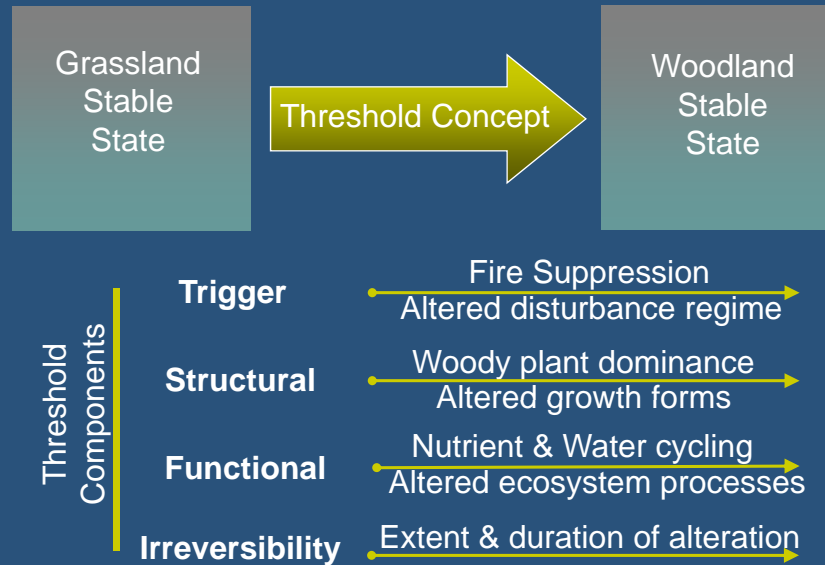 Grassland
Stable
State
Threshold Concept
Woodland
Stable
State
Threshold
Components
Trigger
Fire Suppression
Altered disturbance regime
Structural
Woody plant dominance
Altered growth forms
Functional
Nutrient & Water cycling
Altered ecosystem processes
Irreversibility
Extent & duration of alteration